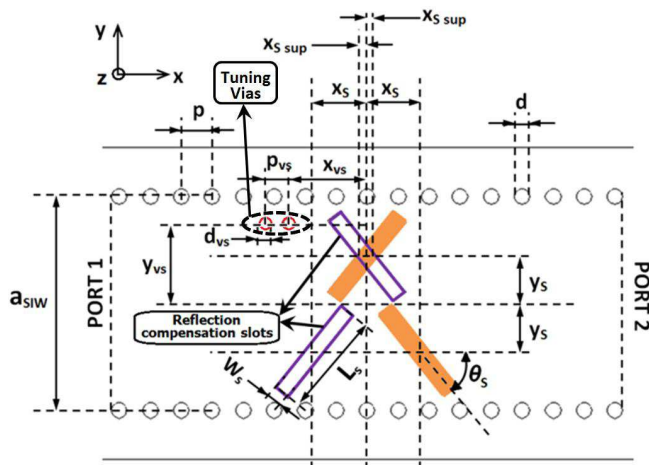 y
z
x
x_S sup
x_S sup
Tuning
Vias
x_S
x_S
p
d
p_vs
x_vs
d_vs
y_vs
a_SIW
PORT 1
PORT 2
y_S
y_S
Reflection
compensation slots
W_s
L_s
θ_S